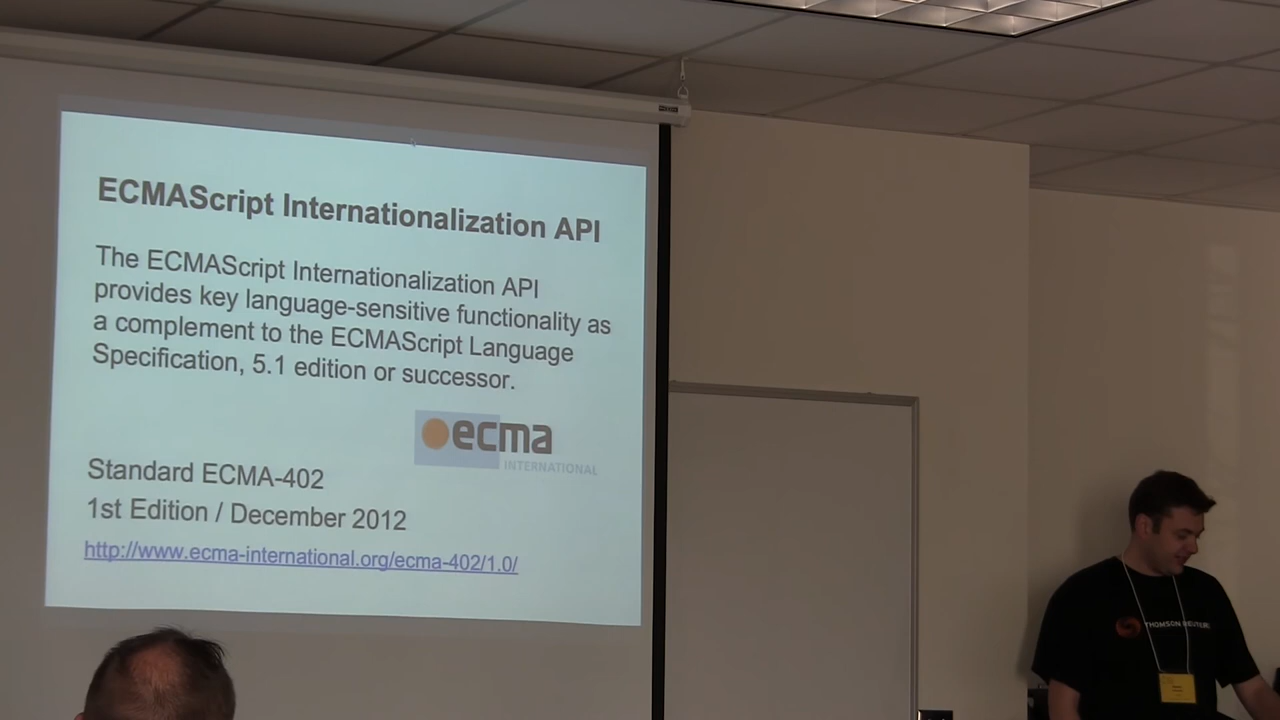 ECMAScript Internationalization API
The ECMAScript Internationalization API
provides key language-sensitive functionality as
a complement to the ECMAScript Language
Specification, 5.1 edition or successor.
ecma
INTERNATIONAL
Standard ECMA-402
1st Edition / December 2012
http://www.ecma-international.org/ecma-402/1.0/
THOMSON REUTERS